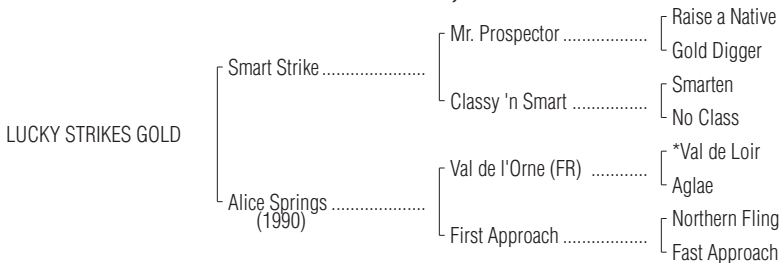 Raise a Native
Mr. Prospector ...................
Gold Digger
Smart Strike......................
Smarten
Classy 'n Smart ...................
No Class
LUCKY STRIKES GOLD
*Val de Loir
Val de l'Orne (FR) ............
Aglae
Alice Springs ....................
(1990)
Northern Fling
First Approach ...................
Fast Approach